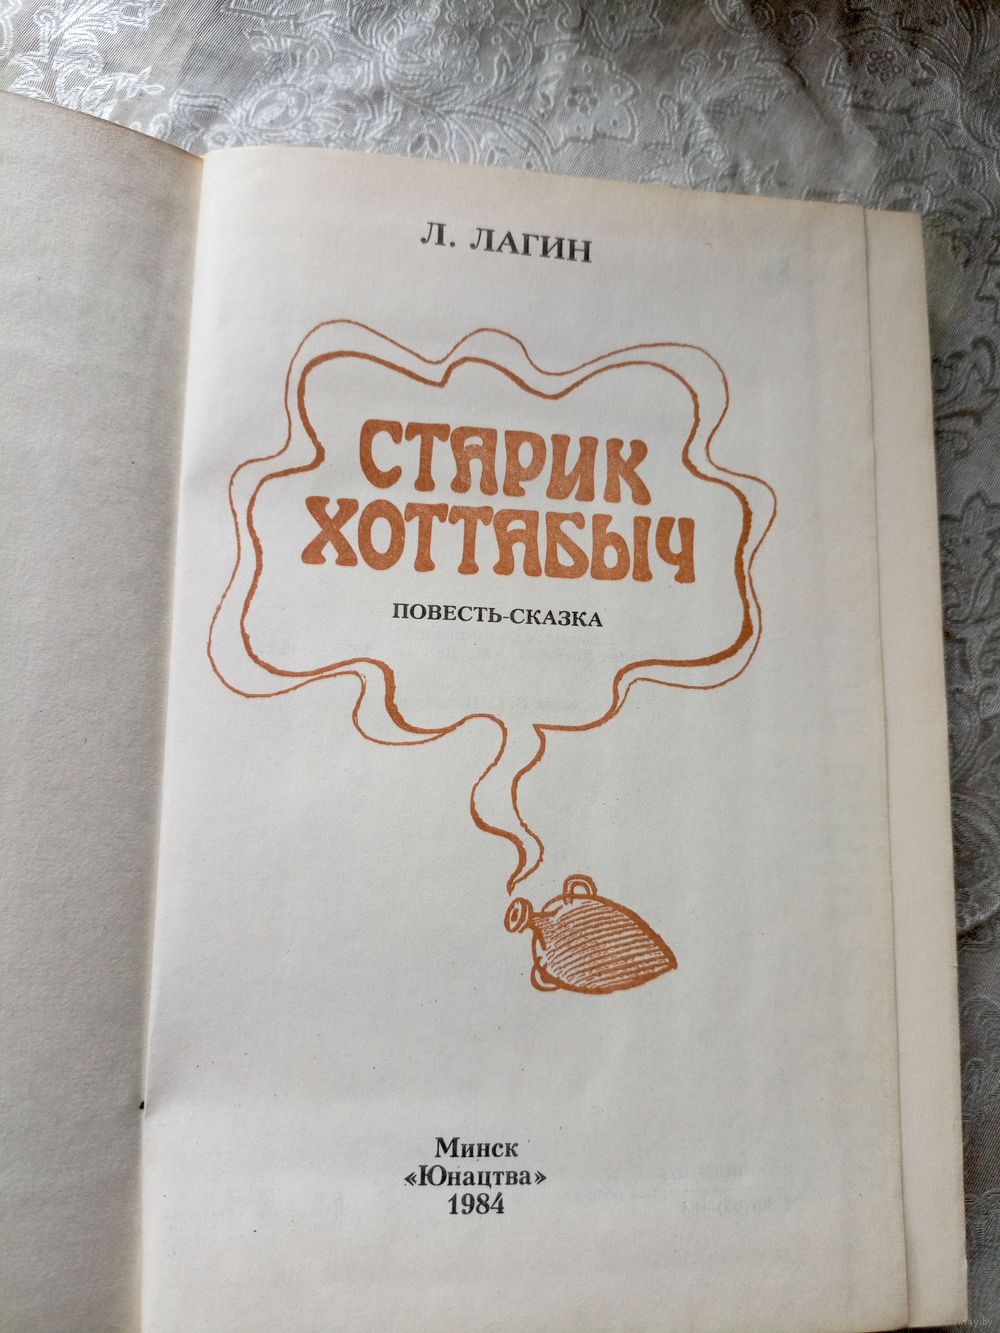 Л. ЛАГИН
СТАРИК
ХОТТАБЫЧ
ПОВЕСТЬ-СКАЗКА
Минск
«Юнацтва»
1984